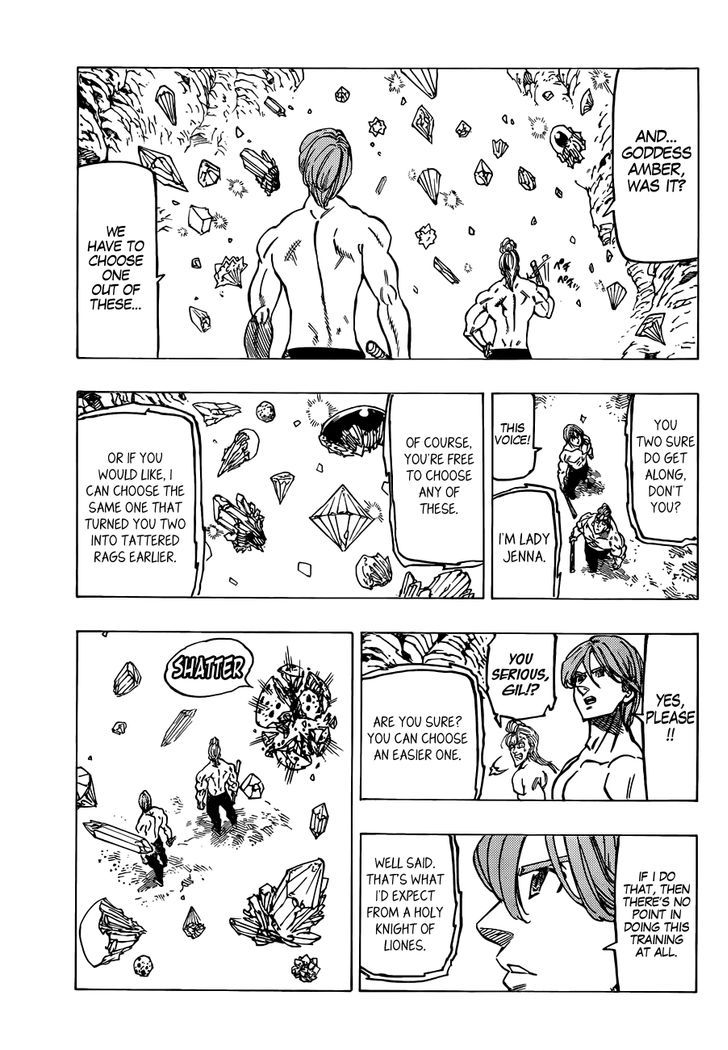 AND...
GODDESS
AMBER,
WAS IT?
WE
HAVE TO
CHOOSE
ONE
OUT OF
THESE...
YOU
TWO SURE
DO GET
ALONG,
DON'T
YOU?
THIS
VOICE!
I'M LADY
JENNA.
OF COURSE,
YOU'RE FREE
TO CHOOSE
ANY OF
THESE.
OR IF YOU
WOULD LIKE, I
CAN CHOOSE THE
SAME ONE THAT
TURNED YOU TWO
INTO TATTERED
RAGS EARLIER.
YES,
PLEASE
!!
YOU
SERIOUS,
GIL!?
ARE YOU SURE?
YOU CAN CHOOSE
AN EASIER ONE.
IF I DO
THAT, THEN
THERE'S NO
POINT IN
DOING THIS
TRAINING
AT ALL.
WELL SAID.
THAT'S WHAT
I'D EXPECT
FROM A HOLY
KNIGHT OF
LIONES.
SHATTER